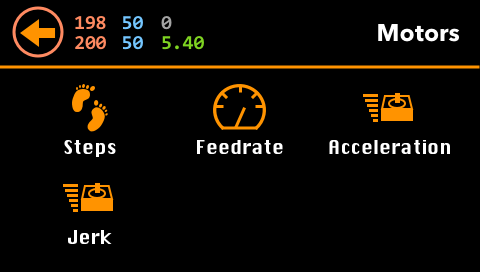 198 50 0
200 50 5.40
Motors
Steps Feedrate Acceleration
Jerk